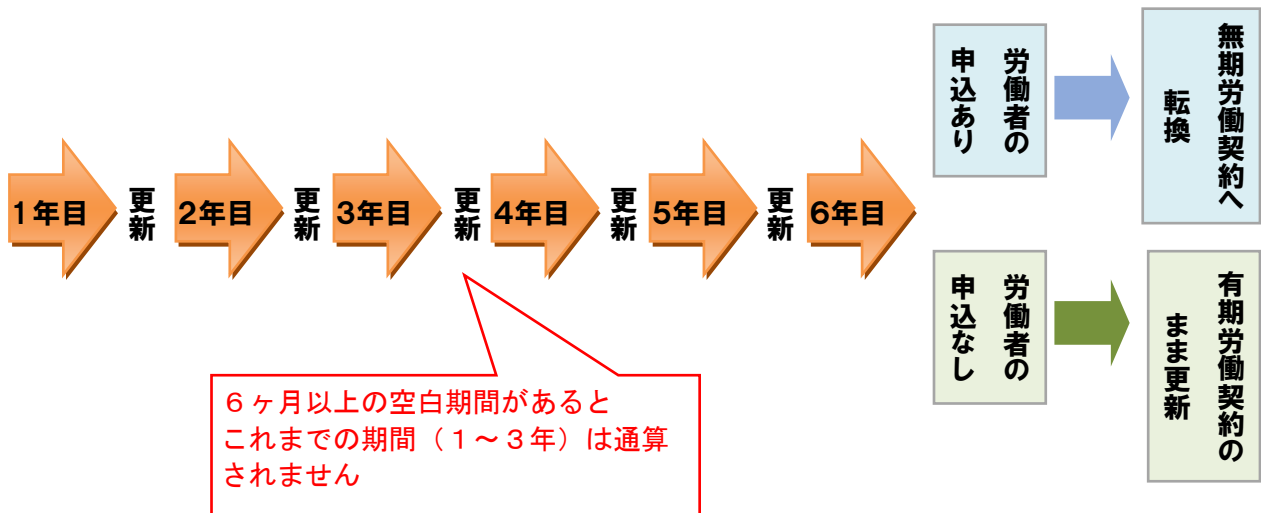 1年目
更新
2年目
更新
3年目
更新
4年目
更新
5年目
更新
6年目
労働者の
申込あり
無期労働契約へ
転換
労働者の
申込なし
有期労働契約の
まま更新
６ヶ月以上の空白期間があると
これまでの期間（１～３年）は通算
されません